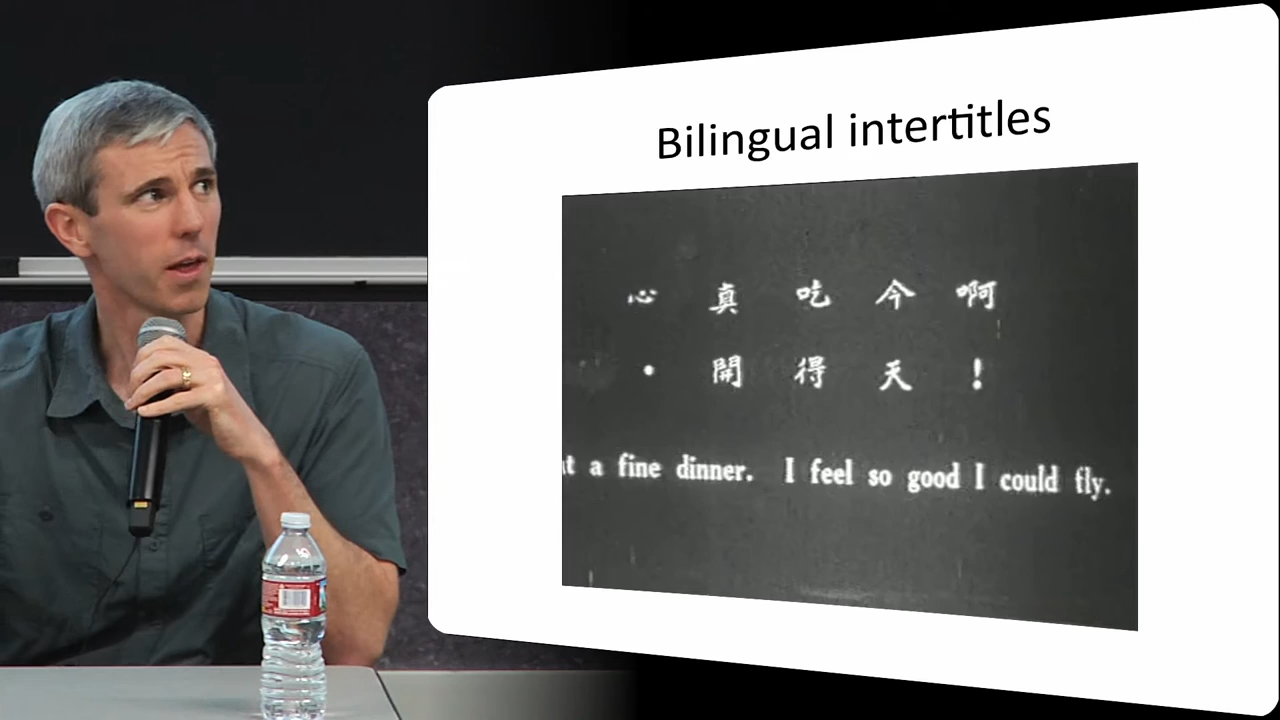 Bilingual intertitles
啊!
今天
吃得
真開
心・
a fine dinner. I feel so good I could fly.